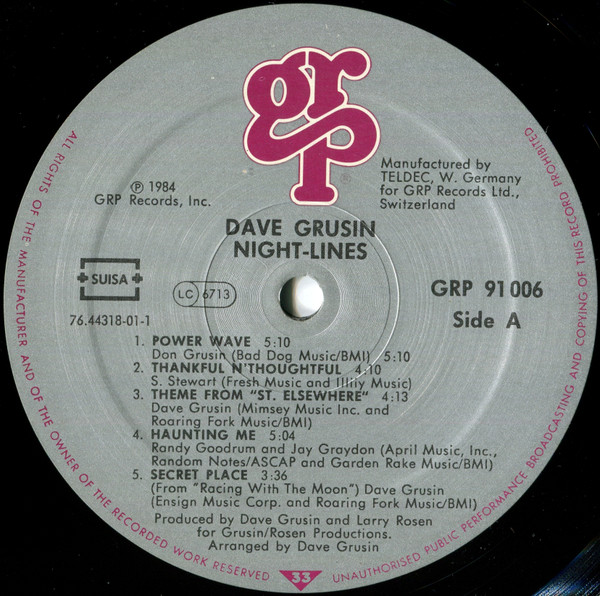 grp
®
℗ 1984
GRP Records, Inc.
Manufactured by
TELDEC, W. Germany
for GRP Records Ltd.,
Switzerland
DAVE GRUSIN
NIGHT-LINES
SUISA
LC 6713
76.44318-01-1
GRP 91 006
Side A
1. POWER WAVE 5:10
Don Grusin (Bad Dog Music/BMI) 5:10
2. THANKFUL N'THOUGHTFUL 4:10
S. Stewart (Fresh Music and Illily Music)
3. THEME FROM "ST. ELSEWHERE" 4:13
Dave Grusin (Mimsey Music Inc. and
Roaring Fork Music/BMI)
4. HAUNTING ME 5:04
Randy Goodrum and Jay Graydon (April Music, Inc.,
Random Notes/ASCAP and Garden Rake Music/BMI)
5. SECRET PLACE 3:36
(From "Racing With The Moon") Dave Grusin
(Ensign Music Corp. and Roaring Fork Music/BMI)
Produced by Dave Grusin and Larry Rosen
for Grusin/Rosen Productions.
Arranged by Dave Grusin
ALL RIGHTS OF THE MANUFACTURER AND OF THE OWNER OF THE RECORDED WORK RESERVED
33
UNAUTHORISED PUBLIC PERFORMANCE BROADCASTING AND COPYING OF THIS RECORD PROHIBITED